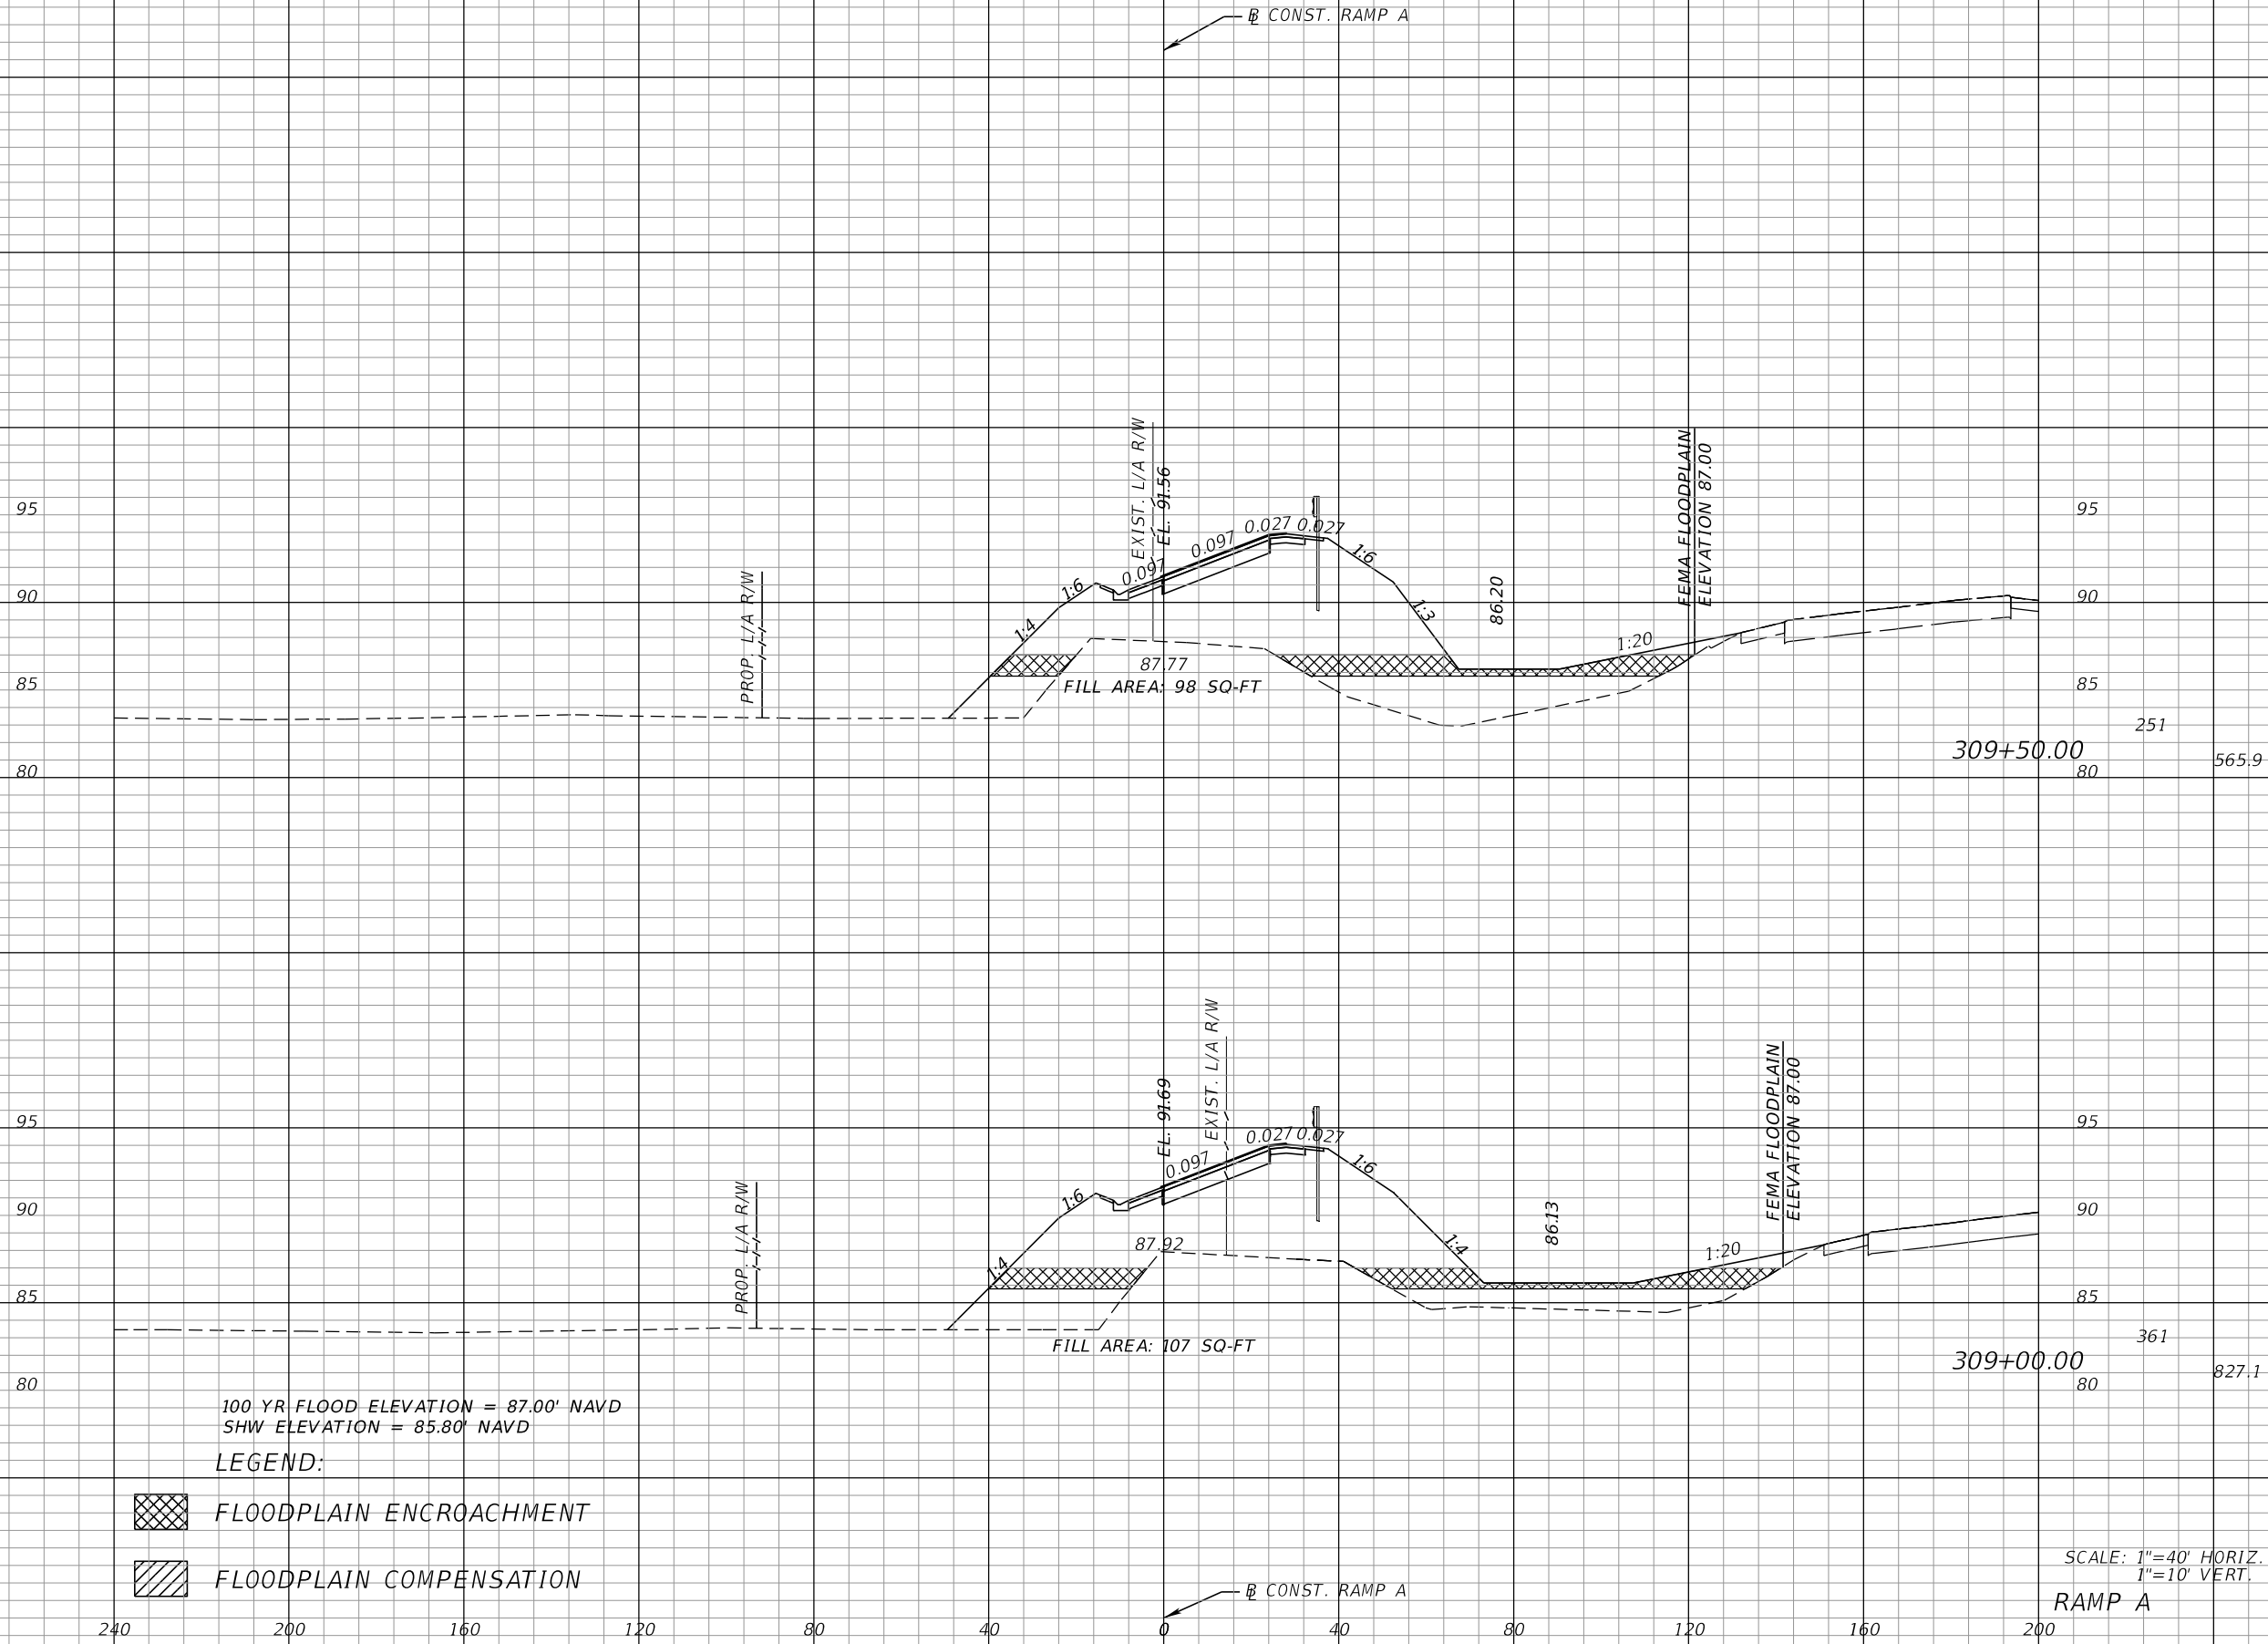 BL CONST. RAMP A
EXIST. L/A R/W
EL. 91.56
FEMA FLOODPLAIN
ELEVATION 87.00
95
95
0.027
0.027
0.097
0.097
1:6
1:6
PROP. L/A R/W
86.20
90
90
1:3
1:4
1:20
87.77
85
85
FILL AREA: 98 SQ-FT
251
309+50.00
565.9
80
80
EXIST. L/A R/W
EL. 91.69
FEMA FLOODPLAIN
ELEVATION 87.00
95
95
0.027
0.027
0.097
1:6
1:6
PROP. L/A R/W
86.13
90
90
87.92
1:4
1:4
1:20
85
85
FILL AREA: 107 SQ-FT
361
309+00.00
827.1
80
80
100 YR FLOOD ELEVATION = 87.00' NAVD
SHW ELEVATION = 85.80' NAVD
LEGEND:
FLOODPLAIN ENCROACHMENT
FLOODPLAIN COMPENSATION
SCALE: 1"=40' HORIZ.
1"=10' VERT.
BL CONST. RAMP A
RAMP A
240 200 160 120 80 40 0 40 80 120 160 200